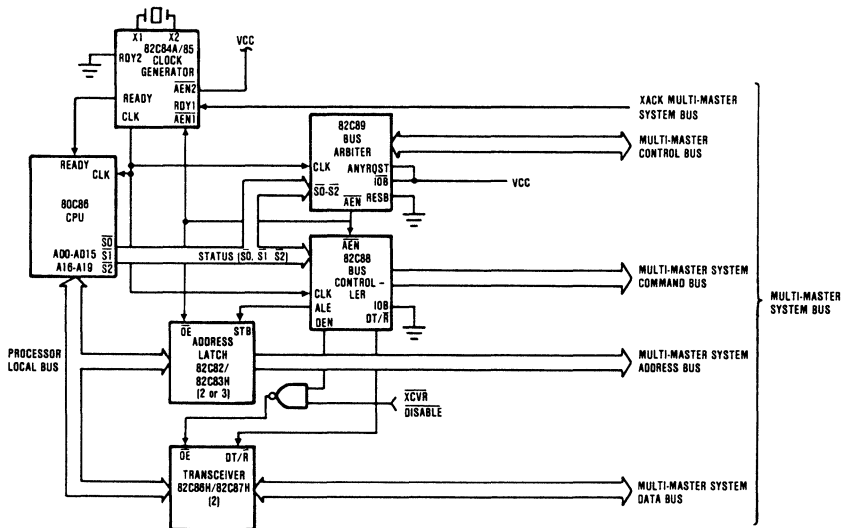 X1 X2
82C84A/85
CLOCK
GENERATOR
RDY2
READY
CLK
AEN2
RDY1
AEN1
VCC
XACK MULTI-MASTER
SYSTEM BUS
82C89
BUS
ARBITER
CLK
ANYRQST
IOB
S0-S2
RESB
AEN
MULTI-MASTER
CONTROL BUS
VCC
READY
CLK
80C86
CPU
S0
AD0-AD15 S1
A16-A19 S2
STATUS (S0, S1 S2)
AEN
82C88
BUS
CONTROL -
LER
CLK
ALE
DEN
IOB
DT/R
MULTI-MASTER SYSTEM
COMMAND BUS
MULTI-MASTER
SYSTEM BUS
PROCESSOR
LOCAL BUS
OE STB
ADDRESS
LATCH
82C82/
82C83H
(2 or 3)
MULTI-MASTER SYSTEM
ADDRESS BUS
XCVR
DISABLE
OE DT/R
TRANSCEIVER
82C86H/82C87H
(2)
MULTI-MASTER SYSTEM
DATA BUS